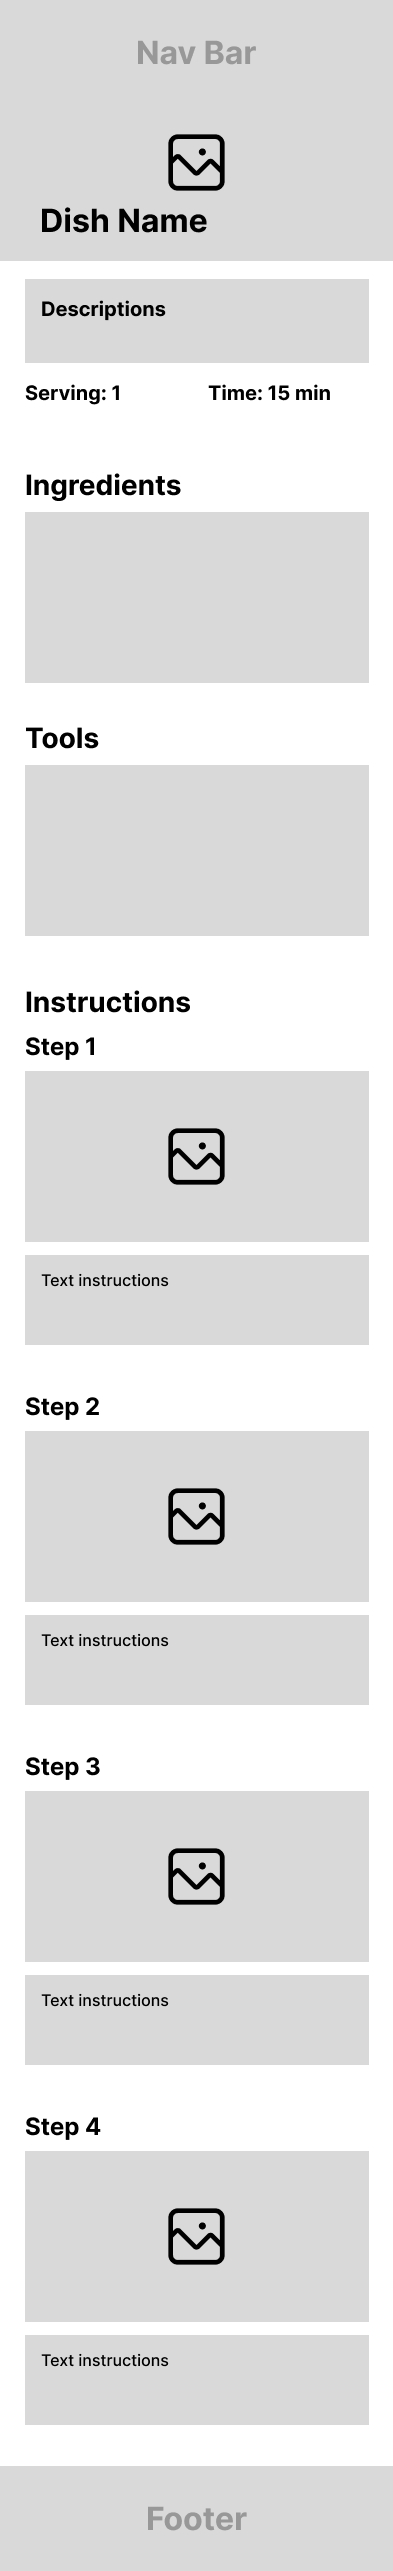 Nav Bar
Dish Name
Descriptions
Serving: 1 Time: 15 min
Ingredients
Tools
Instructions
Step 1
Text instructions
Step 2
Text instructions
Step 3
Text instructions
Step 4
Text instructions
Footer